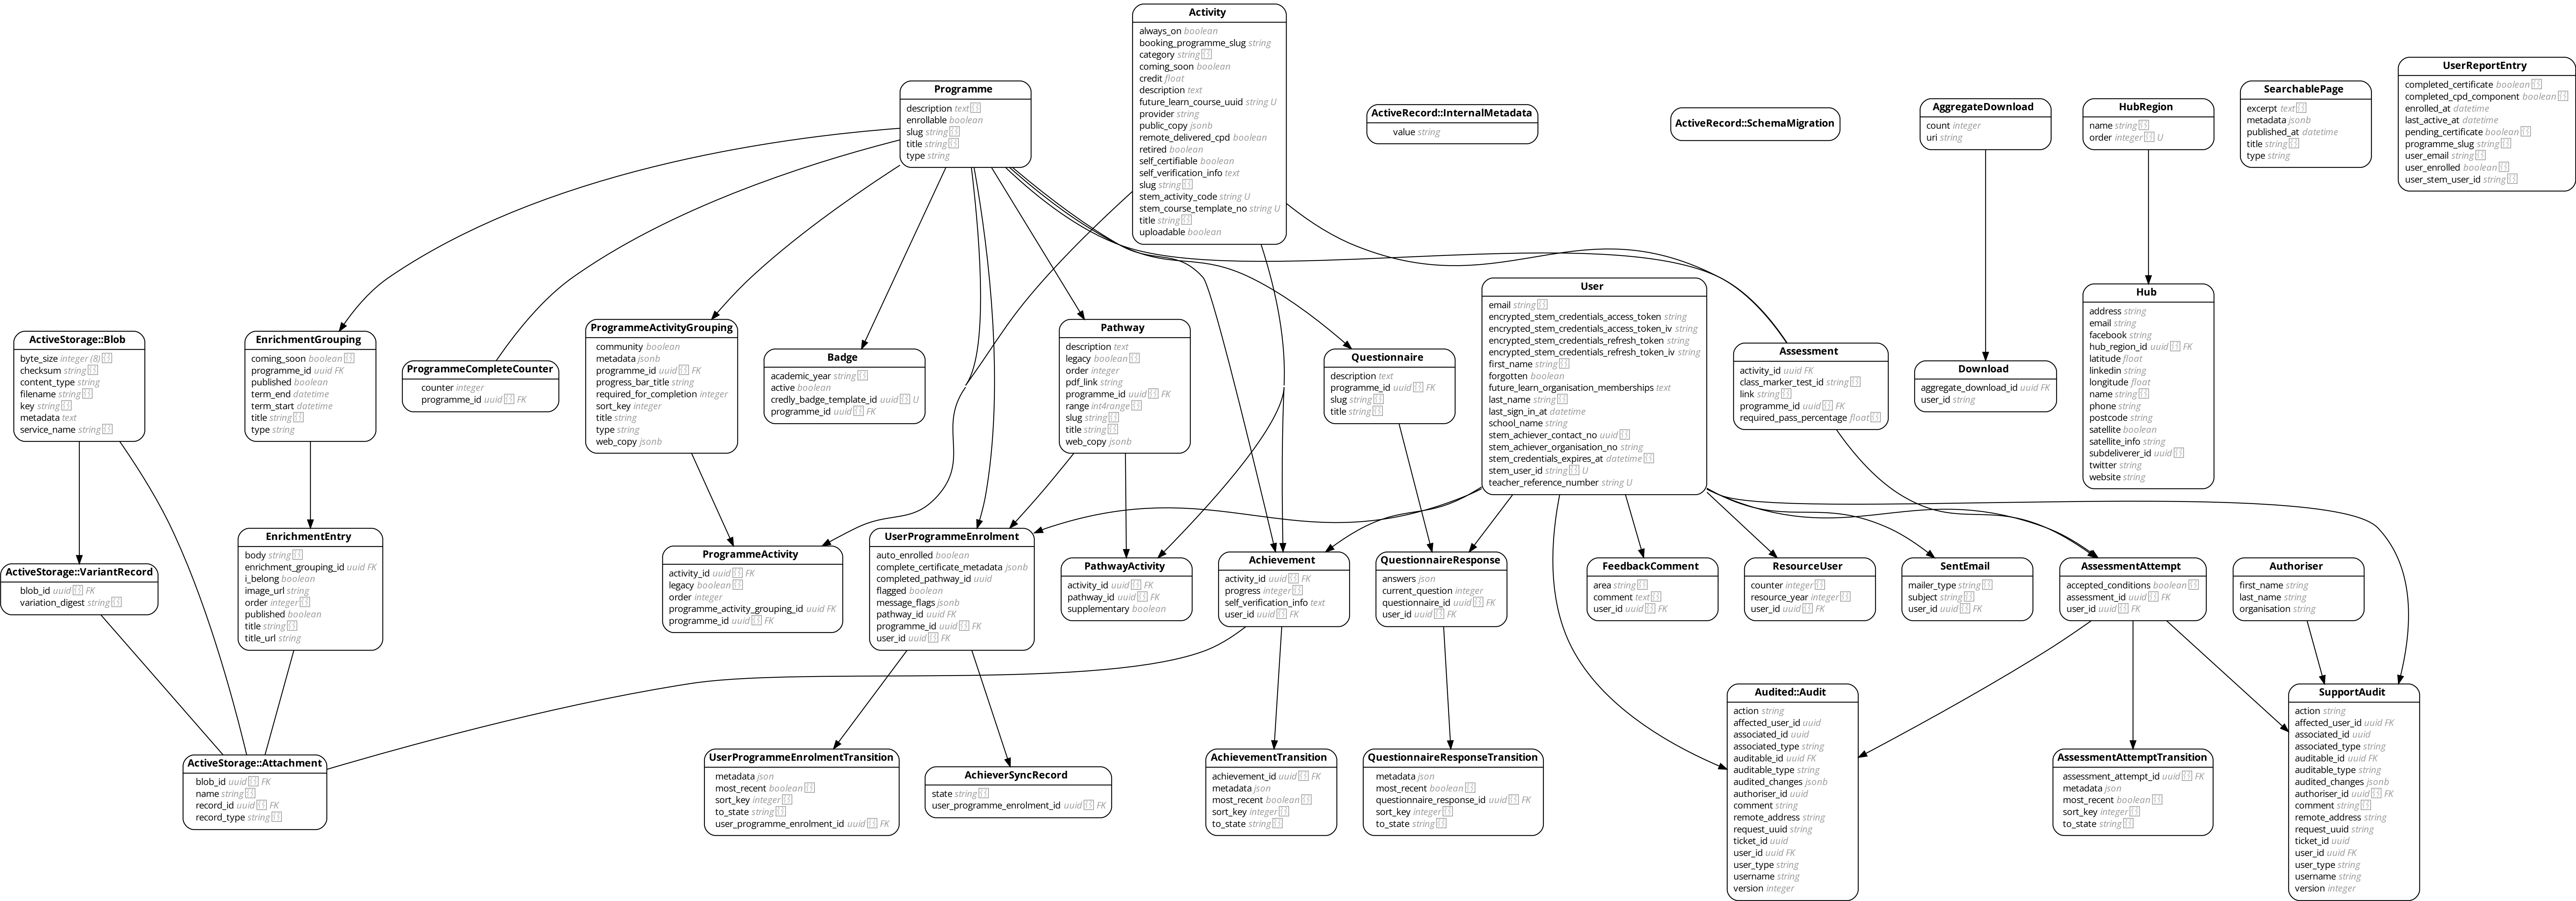 Activity
always_on boolean
booking_programme_slug string
category string
coming_soon boolean
credit float
description text
future_learn_course_uuid string U
provider string
public_copy jsonb
remote_delivered_cpd boolean
retired boolean
self_certifiable boolean
self_verification_info text
slug string
stem_activity_code string U
stem_course_template_no string U
title string
uploadable boolean
Programme
description text
enrollable boolean
slug string
title string
type string
ActiveRecord::InternalMetadata
value string
ActiveRecord::SchemaMigration
AggregateDownload
count integer
uri string
HubRegion
name string
order integer U
SearchablePage
excerpt text
metadata jsonb
published_at datetime
title string
type string
UserReportEntry
completed_certificate boolean
completed_cpd_component boolean
enrolled_at datetime
last_active_at datetime
pending_certificate boolean
programme_slug string
user_email string
user_enrolled boolean
user_stem_user_id string
ActiveStorage::Blob
byte_size integer (8)
checksum string
content_type string
filename string
key string
metadata text
service_name string
EnrichmentGrouping
coming_soon boolean
programme_id uuid FK
published boolean
term_end datetime
term_start datetime
title string
type string
ProgrammeCompleteCounter
counter integer
programme_id uuid FK
ProgrammeActivityGrouping
community boolean
metadata jsonb
programme_id uuid FK
progress_bar_title string
required_for_completion integer
sort_key integer
title string
type string
web_copy jsonb
Badge
academic_year string
active boolean
credly_badge_template_id uuid U
programme_id uuid FK
Pathway
description text
legacy boolean
order integer
pdf_link string
programme_id uuid FK
range int4range
slug string
title string
web_copy jsonb
Questionnaire
description text
programme_id uuid FK
slug string
title string
User
email string
encrypted_stem_credentials_access_token string
encrypted_stem_credentials_access_token_iv string
encrypted_stem_credentials_refresh_token string
encrypted_stem_credentials_refresh_token_iv string
first_name string
forgotten boolean
future_learn_organisation_memberships text
last_name string
last_sign_in_at datetime
school_name string
stem_achiever_contact_no uuid
stem_achiever_organisation_no string
stem_credentials_expires_at datetime
stem_user_id string U
teacher_reference_number string U
Assessment
activity_id uuid FK
class_marker_test_id string
link string
programme_id uuid FK
required_pass_percentage float
Download
aggregate_download_id uuid FK
user_id string
Hub
address string
email string
facebook string
hub_region_id uuid FK
latitude float
linkedin string
longitude float
name string
phone string
postcode string
satellite boolean
satellite_info string
subdeliverer_id uuid
twitter string
website string
ActiveStorage::VariantRecord
blob_id uuid FK
variation_digest string
EnrichmentEntry
body string
enrichment_grouping_id uuid FK
i_belong boolean
image_url string
order integer
published boolean
title string
title_url string
ProgrammeActivity
activity_id uuid FK
legacy boolean
order integer
programme_activity_grouping_id uuid FK
programme_id uuid FK
UserProgrammeEnrolment
auto_enrolled boolean
complete_certificate_metadata jsonb
completed_pathway_id uuid
flagged boolean
message_flags jsonb
pathway_id uuid FK
programme_id uuid FK
user_id uuid FK
PathwayActivity
activity_id uuid FK
pathway_id uuid FK
supplementary boolean
Achievement
activity_id uuid FK
progress integer
self_verification_info text
user_id uuid FK
QuestionnaireResponse
answers json
current_question integer
questionnaire_id uuid FK
user_id uuid FK
FeedbackComment
area string
comment text
user_id uuid FK
ResourceUser
counter integer
resource_year integer
user_id uuid FK
SentEmail
mailer_type string
subject string
user_id uuid FK
AssessmentAttempt
accepted_conditions boolean
assessment_id uuid FK
user_id uuid FK
Authoriser
first_name string
last_name string
organisation string
ActiveStorage::Attachment
blob_id uuid FK
name string
record_id uuid FK
record_type string
UserProgrammeEnrolmentTransition
metadata json
most_recent boolean
sort_key integer
to_state string
user_programme_enrolment_id uuid FK
AchieverSyncRecord
state string
user_programme_enrolment_id uuid FK
AchievementTransition
achievement_id uuid FK
metadata json
most_recent boolean
sort_key integer
to_state string
QuestionnaireResponseTransition
metadata json
most_recent boolean
questionnaire_response_id uuid FK
sort_key integer
to_state string
Audited::Audit
action string
affected_user_id uuid
associated_id uuid
associated_type string
auditable_id uuid FK
auditable_type string
audited_changes jsonb
authoriser_id uuid
comment string
remote_address string
request_uuid string
ticket_id uuid
user_id uuid FK
user_type string
username string
version integer
AssessmentAttemptTransition
assessment_attempt_id uuid FK
metadata json
most_recent boolean
sort_key integer
to_state string
SupportAudit
action string
affected_user_id uuid FK
associated_id uuid
associated_type string
auditable_id uuid FK
auditable_type string
audited_changes jsonb
authoriser_id uuid FK
comment string
remote_address string
request_uuid string
ticket_id uuid
user_id uuid FK
user_type string
username string
version integer